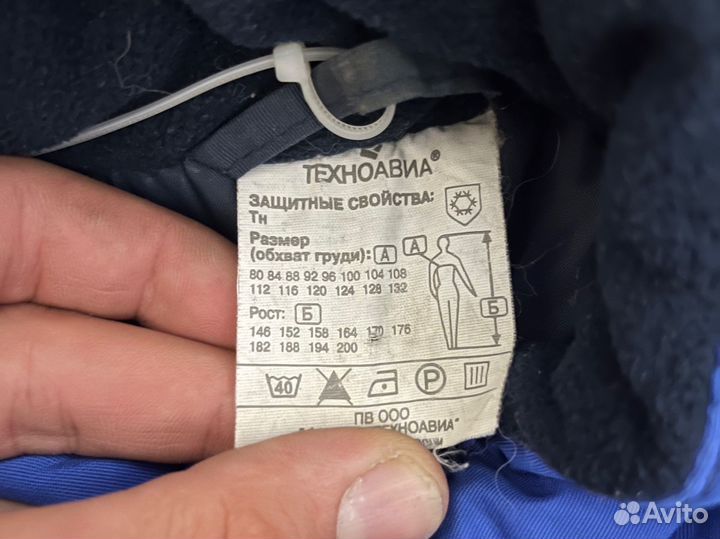 ТЕХНОАВИА®
ЗАЩИТНЫЕ СВОЙСТВА:
Тн
Размер
(обхват груди): А
80 84 88 92 96 100 104 108
112 116 120 124 128 132
Рост: Б
146 152 158 164 170 176
182 188 194 200
А
Б
40
P
ПВ ООО
ТЕХНОАВИА"
Avito